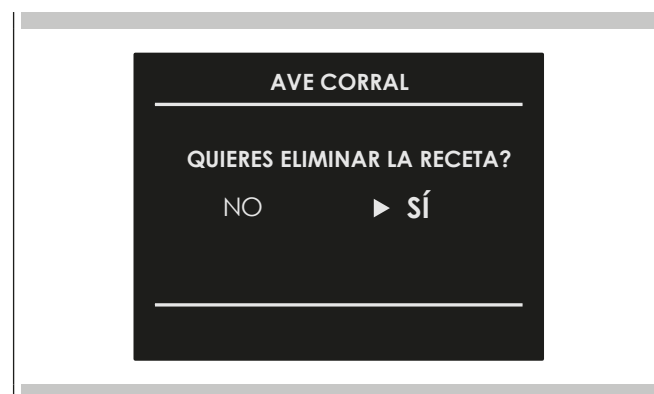 AVE CORRAL
QUIERES ELIMINAR LA RECETA?
NO ▶ SÍ